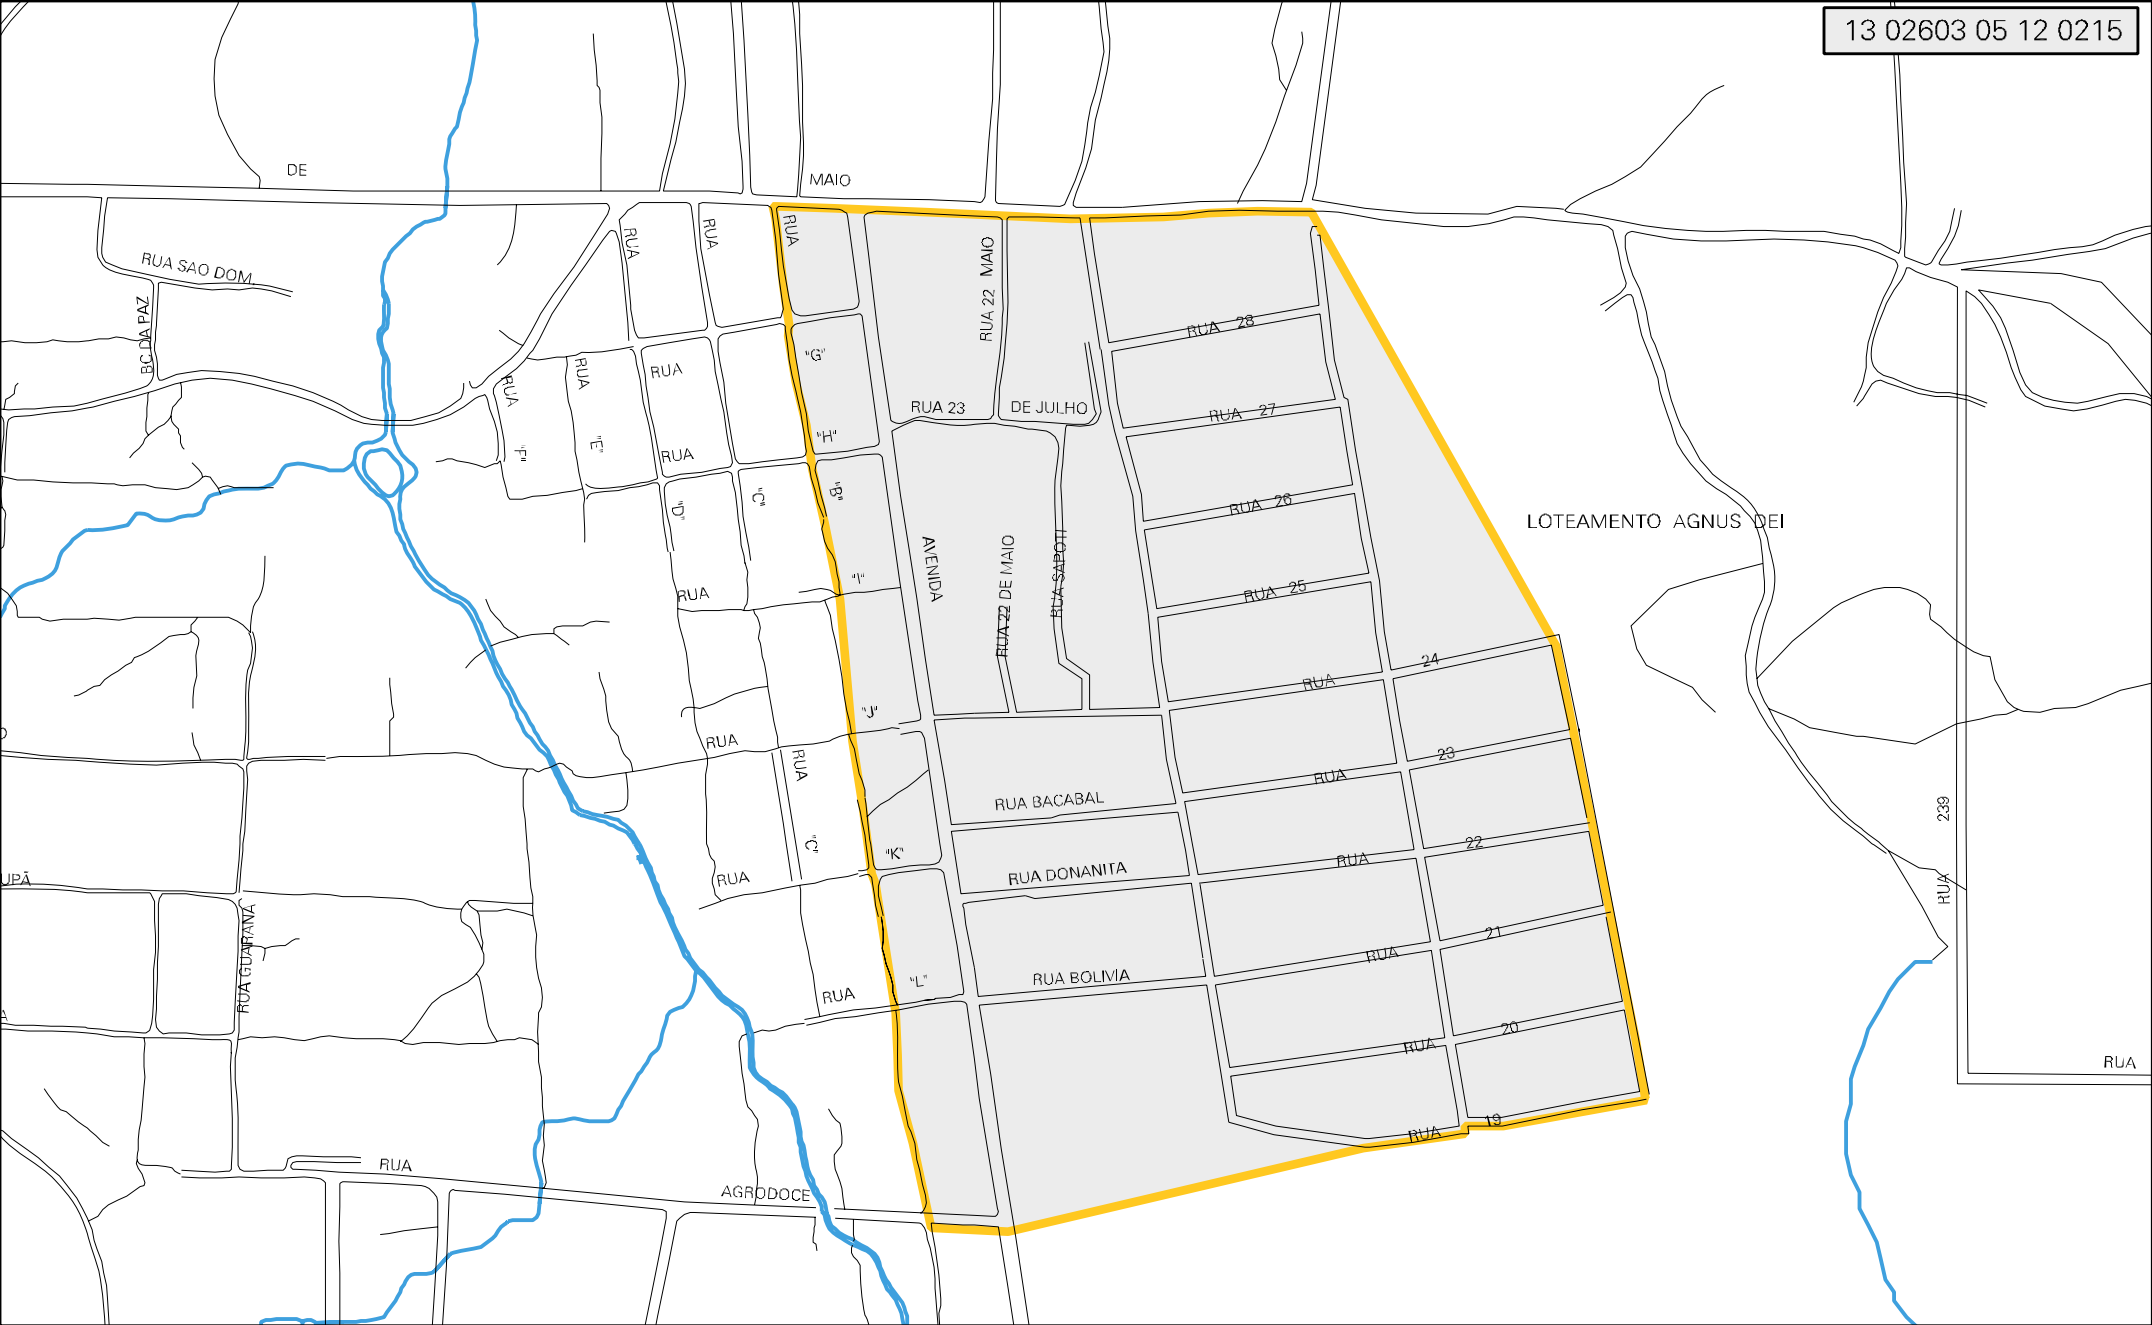 13 02603 05 12 0215
DE
MAIO
RUA
RUA
RUA
RUA SAO DOM.
BC DA PAZ
RUA 22 MAIO
RUA 28
"G"
RUA
RUA
RUA
RUA 23 DE JULHO
RUA 27
"H"
"F"
"E"
RUA
"D"
"C"
"B"
RUA 26
LOTEAMENTO AGNUS DEI
AVENIDA
RUA 22 DE MAIO
RUA SAPOTI
"I"
RUA
RUA 25
RUA 24
"J"
RUA
RUA
"C"
RUA 23
RUA BACABAL
RUA 239
"K"
RUA
RUA DONANITA
RUA 22
UPÃ
RUA GUARANÁ
RUA 21
"L"
RUA BOLIVIA
RUA
RUA 20
RUA
RUA 19
RUA
AGRODOCE